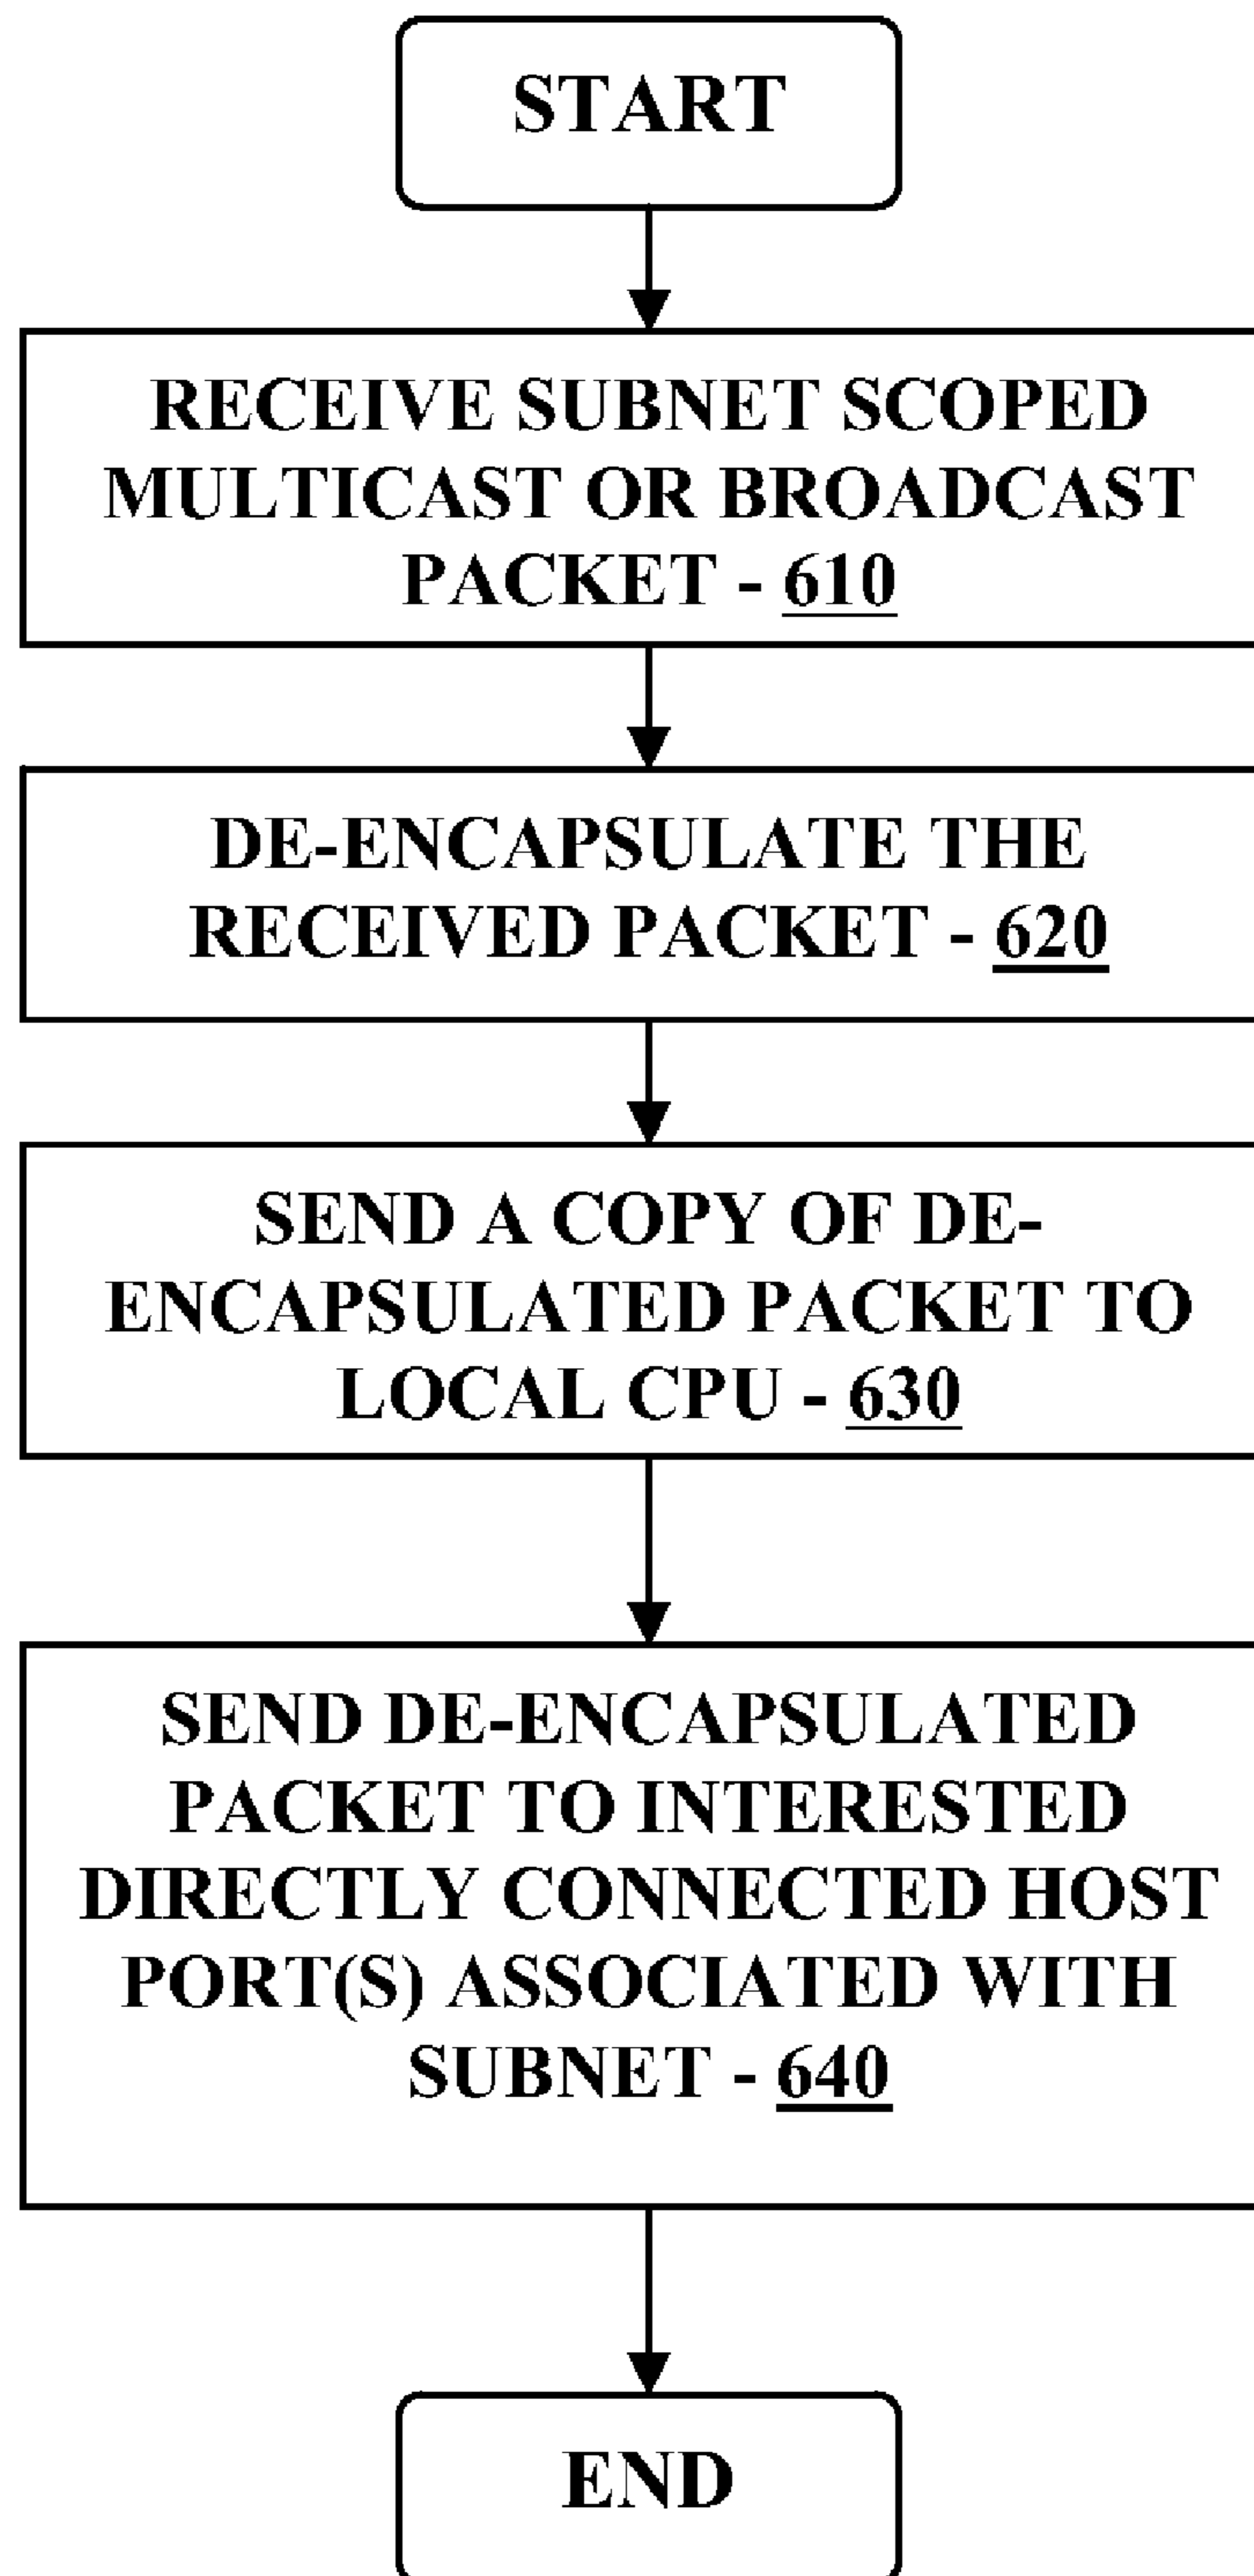 START
RECEIVE SUBNET SCOPED
MULTICAST OR BROADCAST
PACKET - 610
DE-ENCAPSULATE THE
RECEIVED PACKET - 620
SEND A COPY OF DE-
ENCAPSULATED PACKET TO
LOCAL CPU - 630
SEND DE-ENCAPSULATED
PACKET TO INTERESTED
DIRECTLY CONNECTED HOST
PORT(S) ASSOCIATED WITH
SUBNET - 640
END